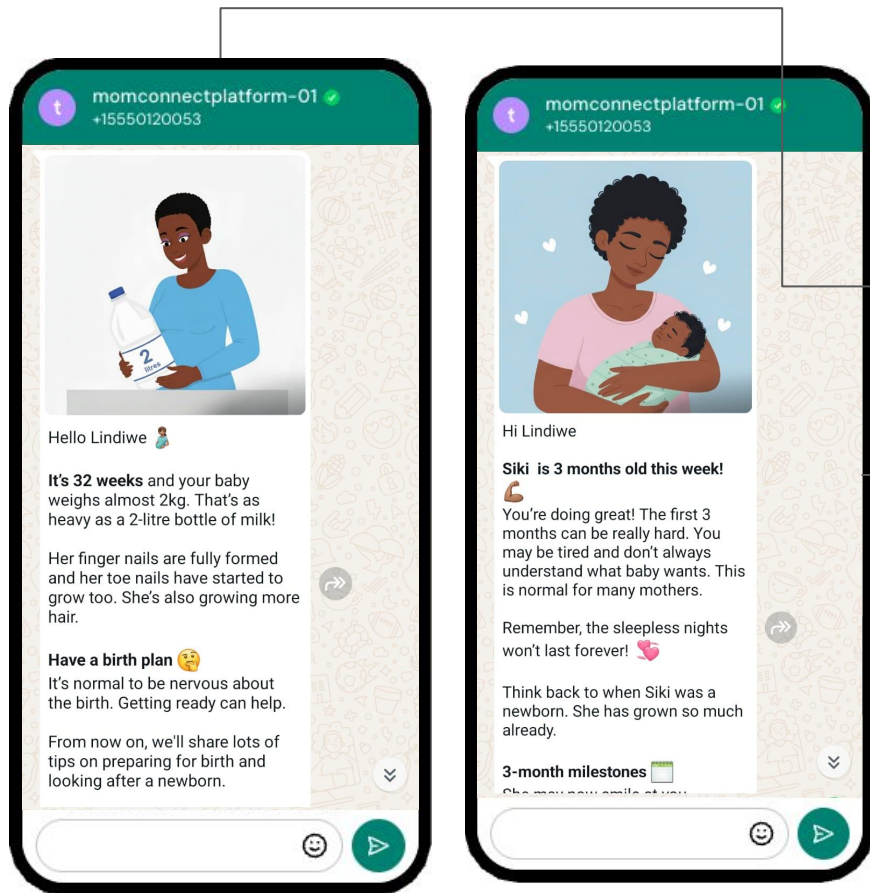 t
momconnectplatform-01
+15550120053
2
litres
Hello Lindiwe 🤰🏽
It's 32 weeks and your baby
weighs almost 2kg. That's as
heavy as a 2-litre bottle of milk!
Her finger nails are fully formed
and her toe nails have started to
grow too. She's also growing more
hair.
Have a birth plan 🤔
It's normal to be nervous about
the birth. Getting ready can help.
From now on, we'll share lots of
tips on preparing for birth and
looking after a newborn.
t
momconnectplatform-01
+15550120053
Hi Lindiwe
Siki is 3 months old this week!
💪🏽
You're doing great! The first 3
months can be really hard. You
may be tired and don't always
understand what baby wants. This
is normal for many mothers.
Remember, the sleepless nights
won't last forever! 💞
Think back to when Siki was a
newborn. She has grown so much
already.
3-month milestones 🗓
She may now smile at you